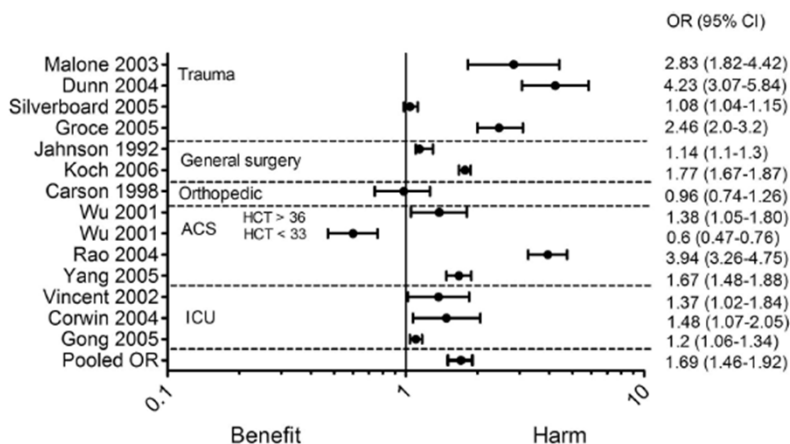 OR (95% CI)
Malone 2003 2.83 (1.82-4.42)
Trauma
Dunn 2004 4.23 (3.07-5.84)
Silverboard 2005 1.08 (1.04-1.15)
Groce 2005 2.46 (2.0-3.2)
Jahnson 1992 1.14 (1.1-1.3)
General surgery
Koch 2006 1.77 (1.67-1.87)
Carson 1998 Orthopedic 0.96 (0.74-1.26)
Wu 2001 HCT > 36 1.38 (1.05-1.80)
ACS
Wu 2001 HCT < 33 0.6 (0.47-0.76)
Rao 2004 3.94 (3.26-4.75)
Yang 2005 1.67 (1.48-1.88)
Vincent 2002 1.37 (1.02-1.84)
Corwin 2004 ICU 1.48 (1.07-2.05)
Gong 2005 1.2 (1.06-1.34)
Pooled OR 1.69 (1.46-1.92)
0.1 1 10
Benefit Harm